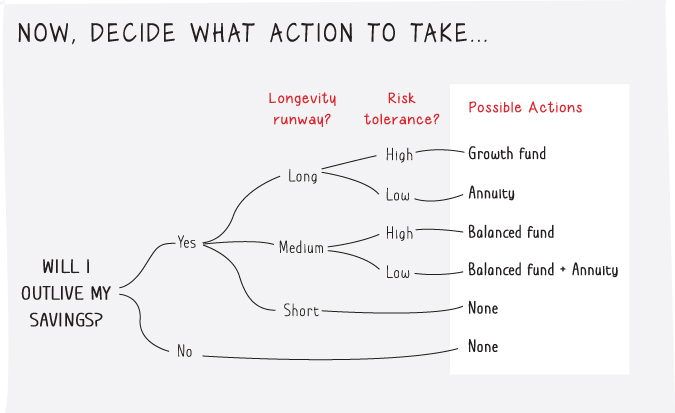 NOW, DECIDE WHAT ACTION TO TAKE...
Longevity
runway?
Risk
tolerance?
Possible Actions
WILL I
OUTLIVE MY
SAVINGS?
Yes
Long
High
Growth fund
Low
Annuity
Medium
High
Balanced fund
Low
Balanced fund + Annuity
Short
None
No
None